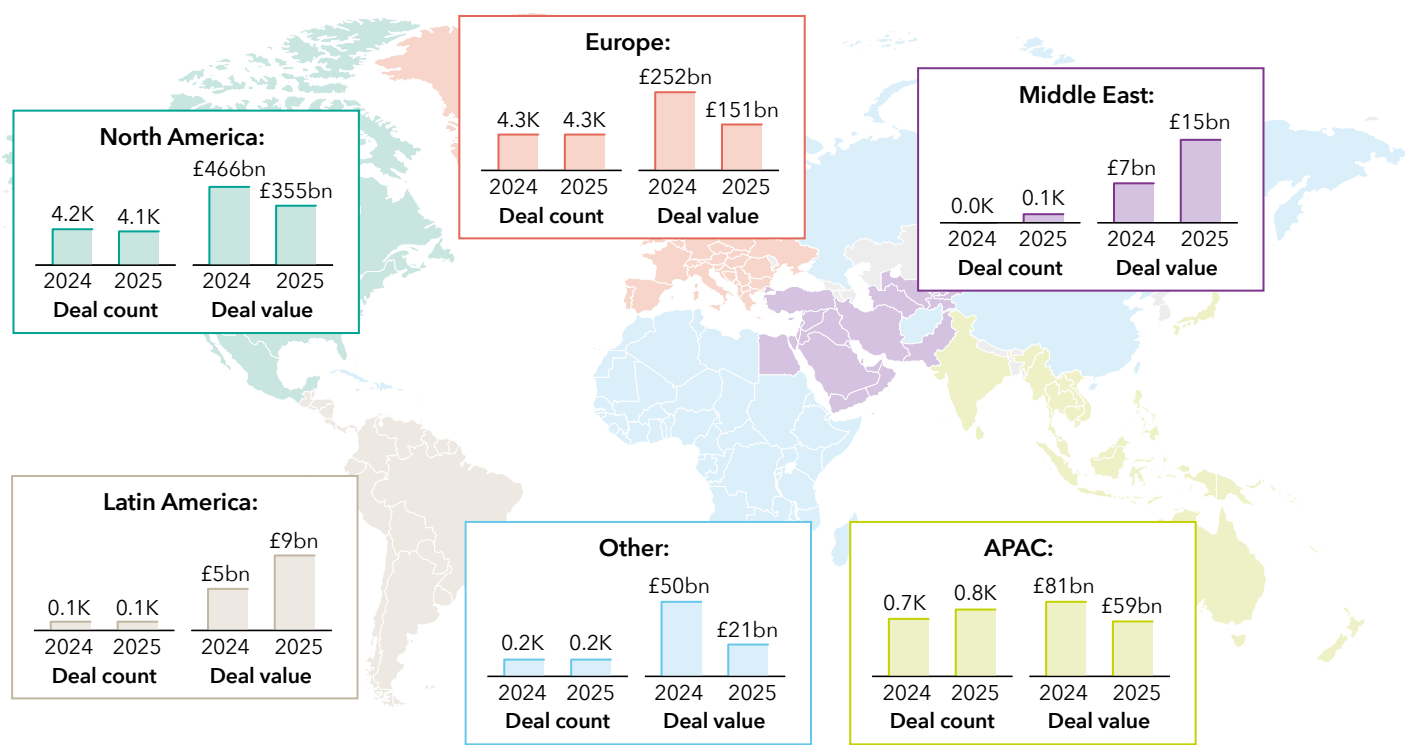 Europe:
4.3K 4.3K £252bn £151bn
2024 2025 2024 2025
Deal count Deal value
Middle East:
0.0K 0.1K £7bn £15bn
2024 2025 2024 2025
Deal count Deal value
North America:
4.2K 4.1K £466bn £355bn
2024 2025 2024 2025
Deal count Deal value
Latin America:
0.1K 0.1K £5bn £9bn
2024 2025 2024 2025
Deal count Deal value
Other:
0.2K 0.2K £50bn £21bn
2024 2025 2024 2025
Deal count Deal value
APAC:
0.7K 0.8K £81bn £59bn
2024 2025 2024 2025
Deal count Deal value